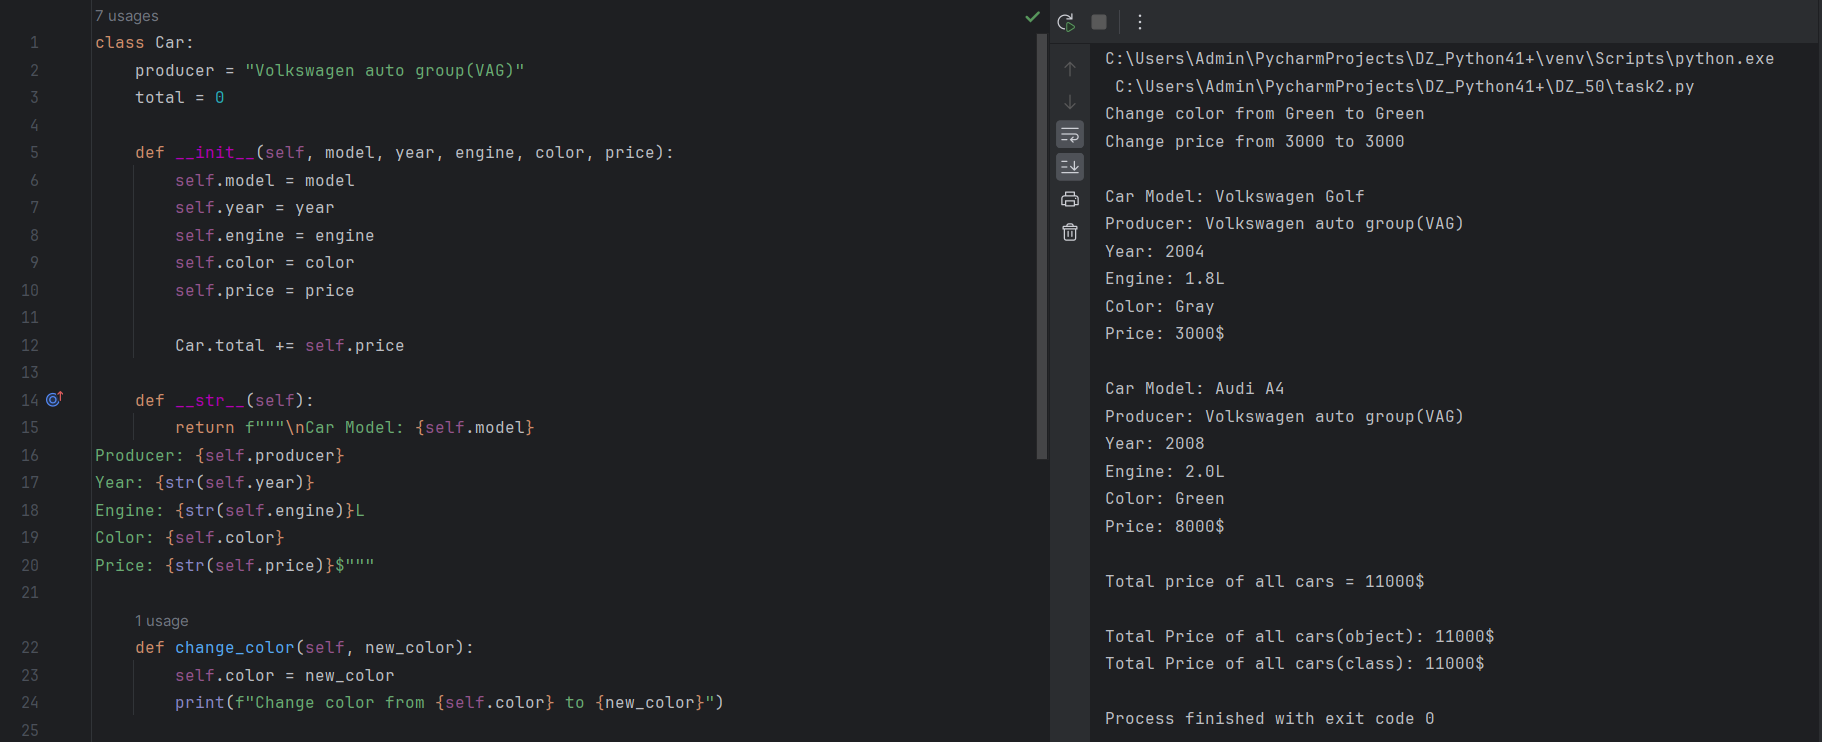 7 usages
1 class Car:
2     producer = "Volkswagen auto group(VAG)"
3     total = 0
4
5     def __init__(self, model, year, engine, color, price):
6         self.model = model
7         self.year = year
8         self.engine = engine
9         self.color = color
10         self.price = price
11
12         Car.total += self.price
13
14     def __str__(self):
15         return f"""\nCar Model: {self.model}
16 Producer: {self.producer}
17 Year: {str(self.year)}
18 Engine: {str(self.engine)}L
19 Color: {self.color}
20 Price: {str(self.price)}$"""
21
1 usage
22     def change_color(self, new_color):
23         self.color = new_color
24         print(f"Change color from {self.color} to {new_color}")
25
C:\Users\Admin\PycharmProjects\DZ_Python41+\venv\Scripts\python.exe
 C:\Users\Admin\PycharmProjects\DZ_Python41+\DZ_50\task2.py
Change color from Green to Green
Change price from 3000 to 3000

Car Model: Volkswagen Golf
Producer: Volkswagen auto group(VAG)
Year: 2004
Engine: 1.8L
Color: Gray
Price: 3000$

Car Model: Audi A4
Producer: Volkswagen auto group(VAG)
Year: 2008
Engine: 2.0L
Color: Green
Price: 8000$

Total price of all cars = 11000$

Total Price of all cars(object): 11000$
Total Price of all cars(class): 11000$

Process finished with exit code 0